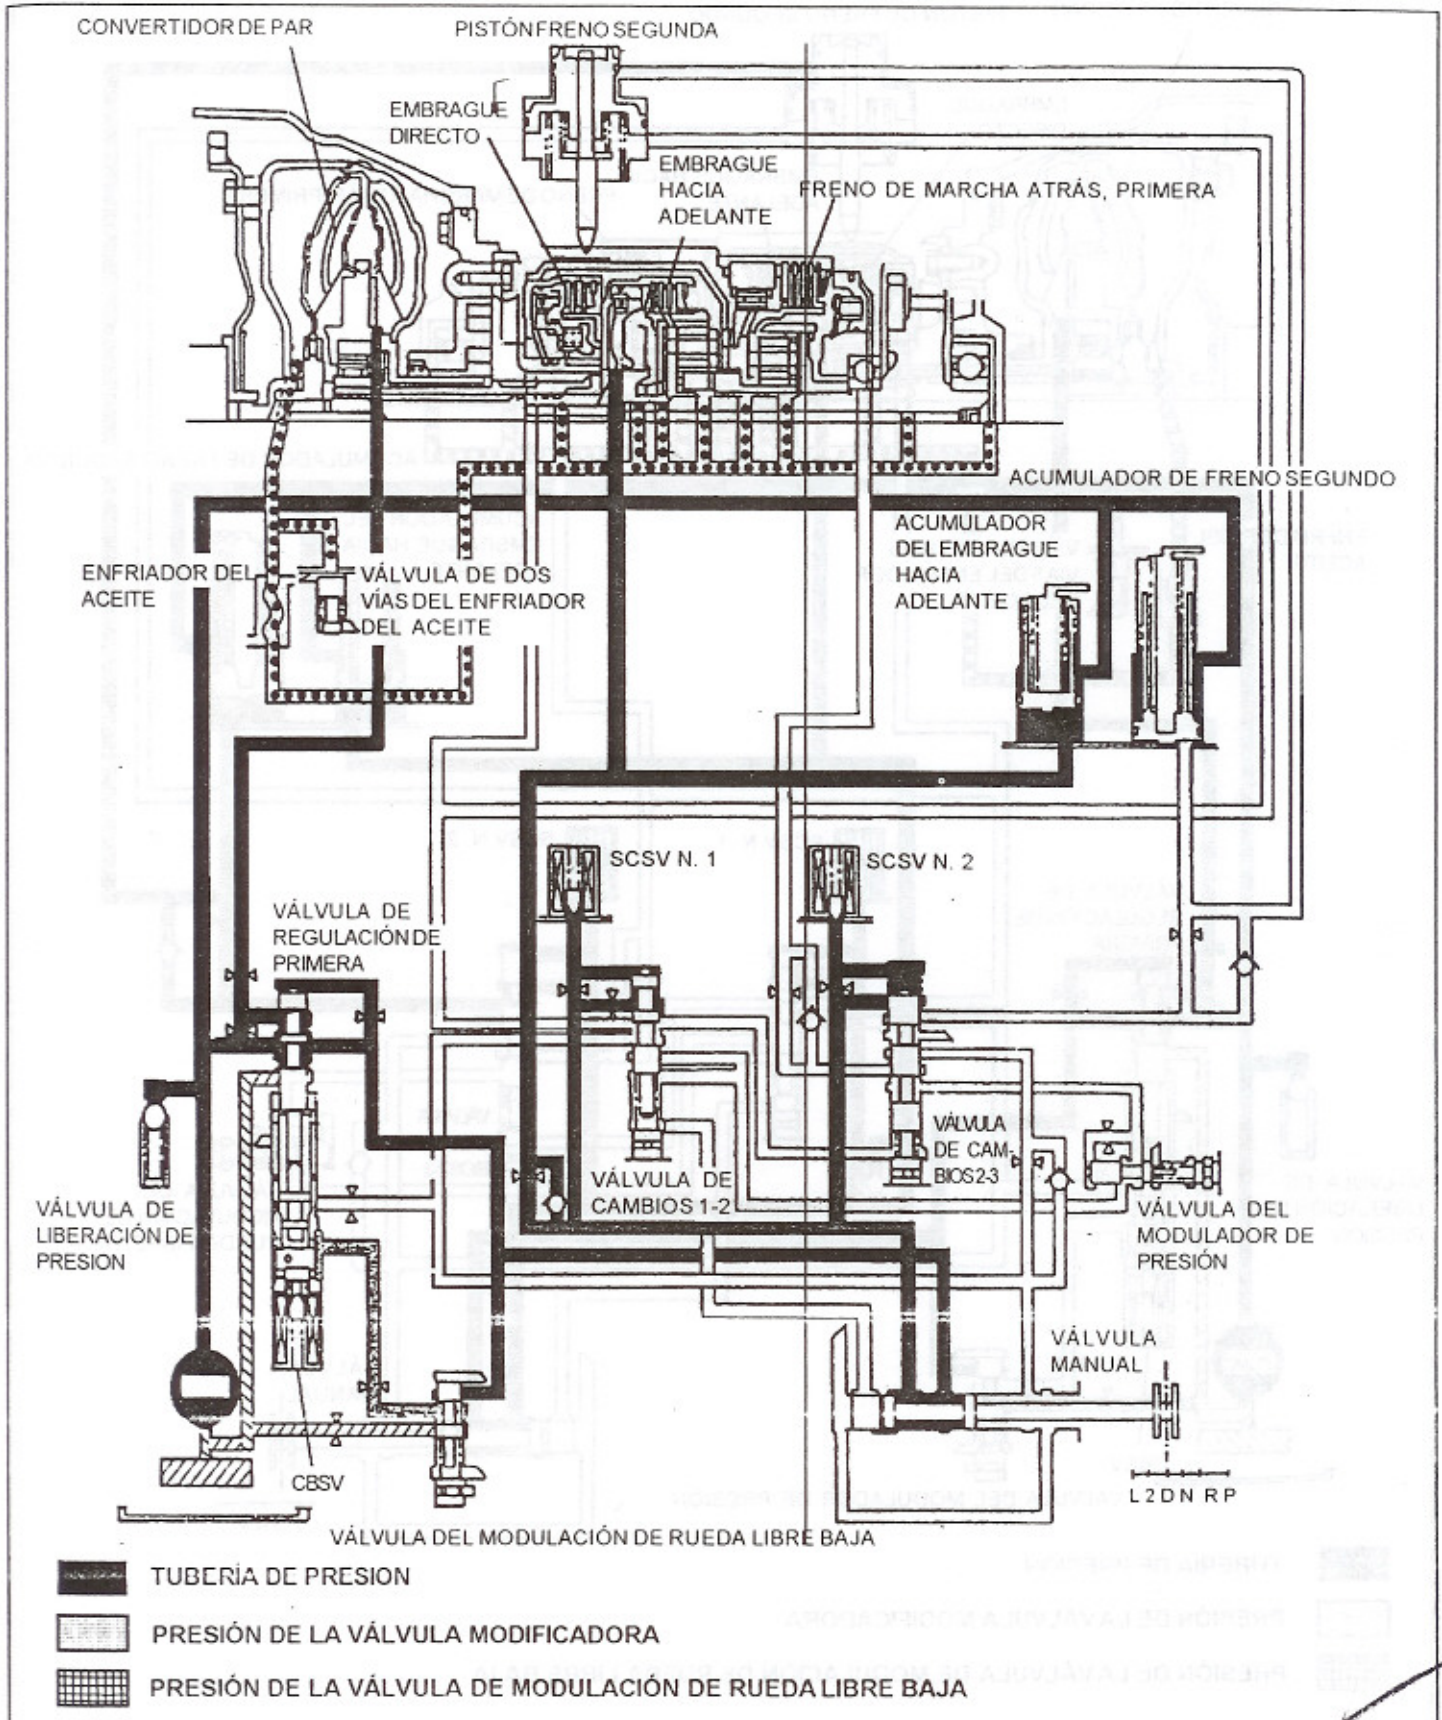 CONVERTIDOR DE PAR
PISTÓN FRENO SEGUNDA
EMBRAGUE
DIRECTO
EMBRAGUE
HACIA
ADELANTE
FRENO DE MARCHA ATRÁS, PRIMERA
ACUMULADOR DE FRENO SEGUNDO
ACUMULADOR
DEL EMBRAGUE
HACIA
ADELANTE
ENFRIADOR DEL
ACEITE
VÁLVULA DE DOS
VÍAS DEL ENFRIADOR
DEL ACEITE
SCSV N. 1
SCSV N. 2
VÁLVULA DE
REGULACIÓN DE
PRIMERA
VÁLVULA DE
CAMBIOS 1-2
VÁLVULA
DE CAM-
BIOS 2-3
VÁLVULA DE
LIBERACIÓN DE
PRESION
VÁLVULA DEL
MODULADOR DE
PRESIÓN
VÁLVULA
MANUAL
L 2 D N R P
CBSV
VÁLVULA DEL MODULACIÓN DE RUEDA LIBRE BAJA
TUBERÍA DE PRESION
PRESIÓN DE LA VÁLVULA MODIFICADORA
PRESIÓN DE LA VÁLVULA DE MODULACIÓN DE RUEDA LIBRE BAJA